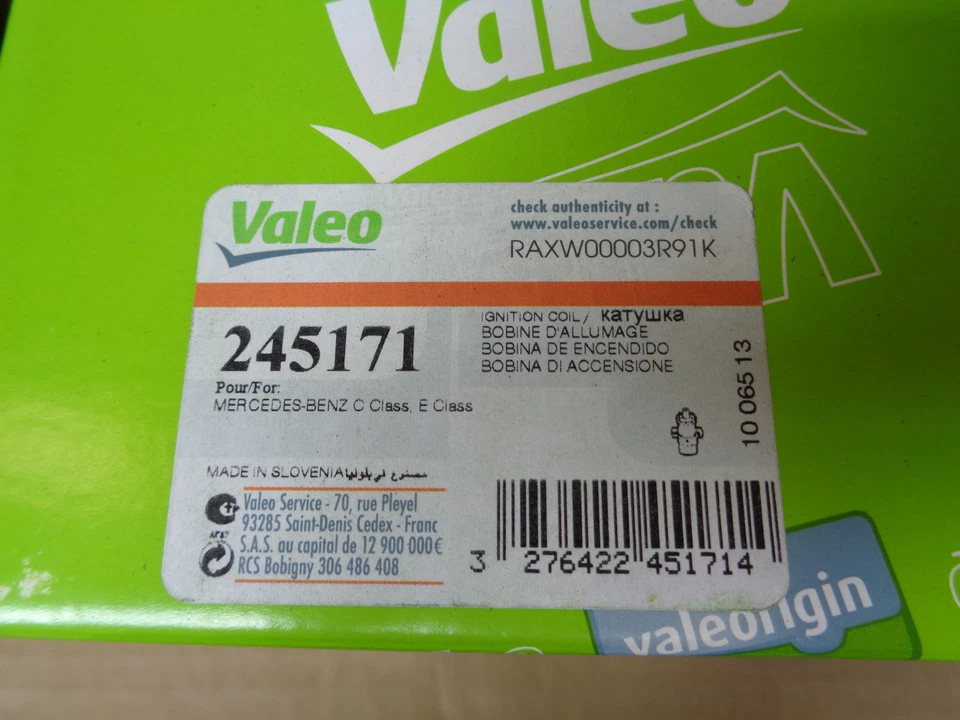 Valeo
Valeo
check authenticity at :
www.valeoservice.com/check
RAXW00003R91K
245171
IGNITION COIL/ катушка
BOBINE D'ALLUMAGE
BOBINA DE ENCENDIDO
BOBINA DI ACCENSIONE
Pour/For:
MERCEDES-BENZ C Class, E Class
10 065 13
MADE IN SLOVENIA مصنوع في
Valeo Service - 70, rue Pleyel
93285 Saint-Denis Cedex - Franc
S.A.S. au capital de 12 900 000€
RCS Bobigny 306 486 408
3 276422 451714
valeorigin